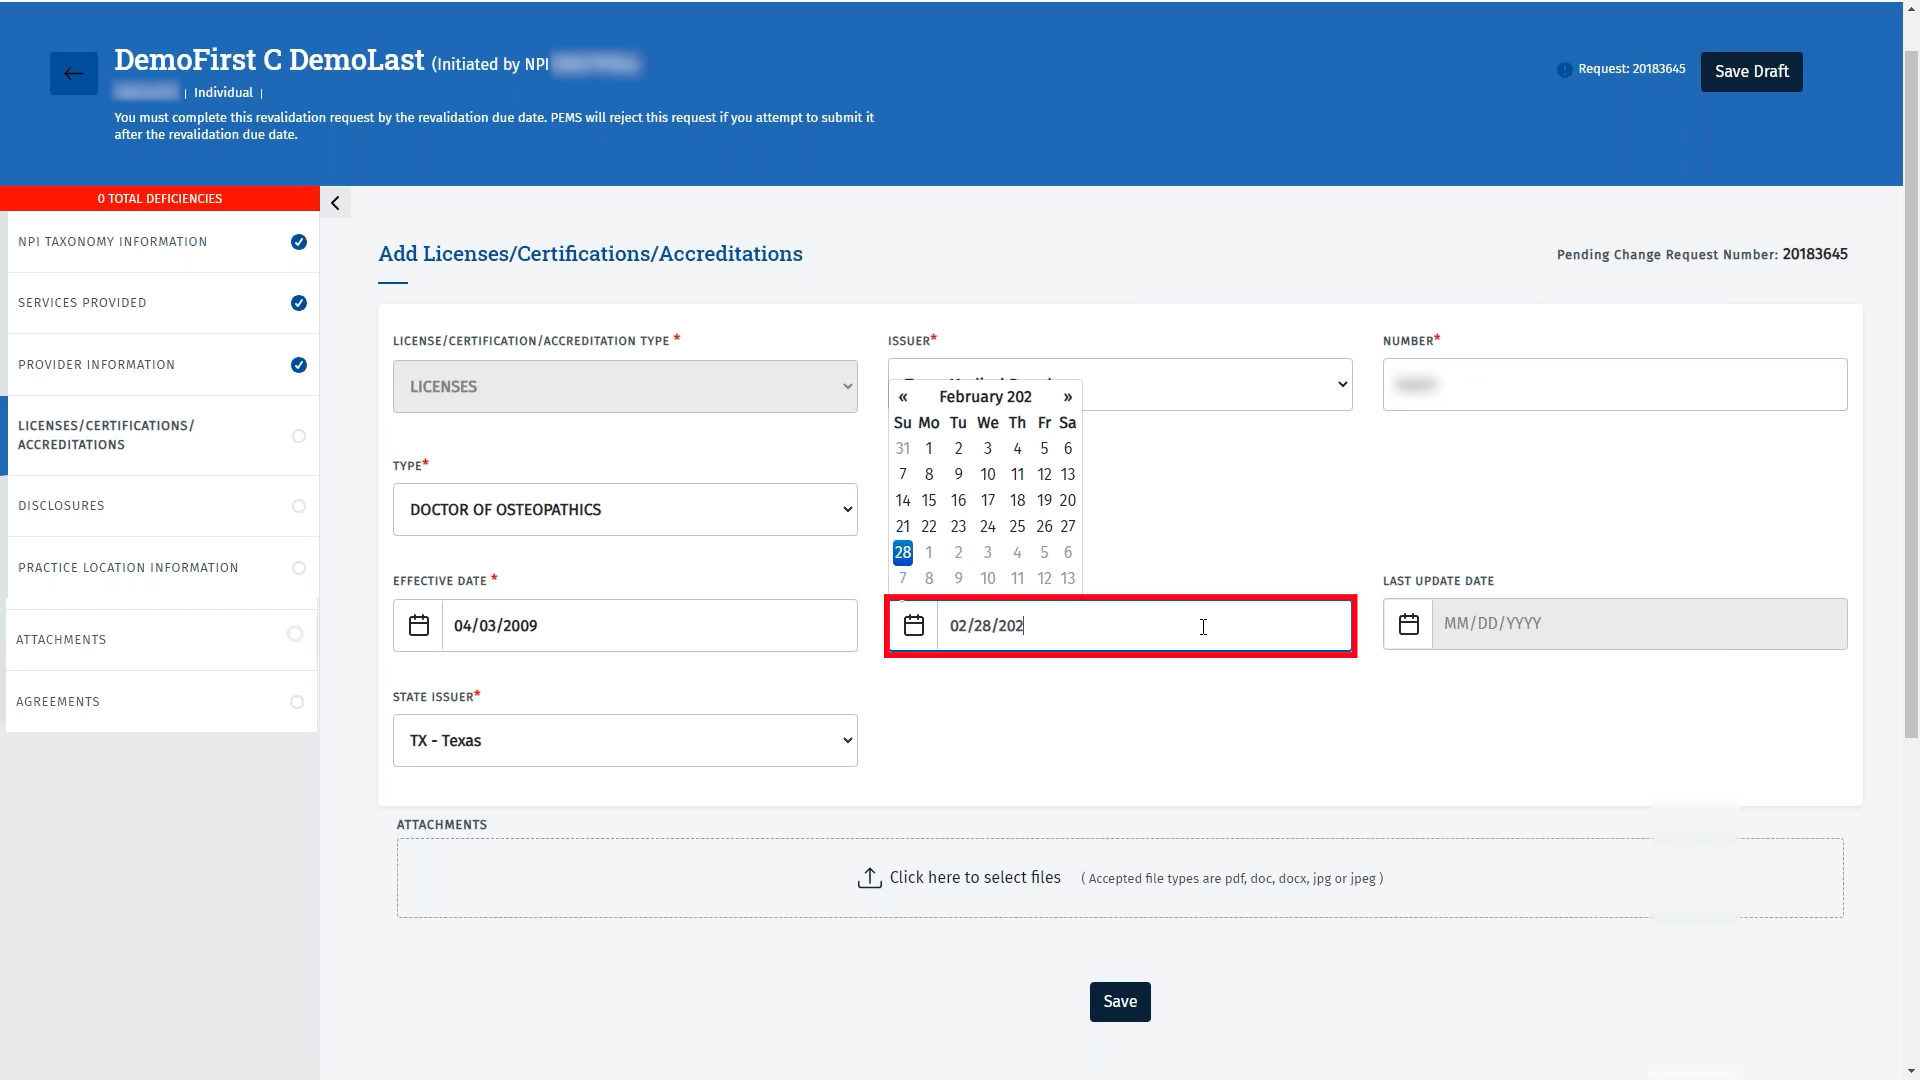 DemoFirst C DemoLast (Initiated by NPI
| Individual |
You must complete this revalidation request by the revalidation due date. PEMS will reject this request if you attempt to submit it
after the revalidation due date.
Request: 20183645
Save Draft
0 TOTAL DEFICIENCIES
NPI TAXONOMY INFORMATION
SERVICES PROVIDED
PROVIDER INFORMATION
LICENSES/CERTIFICATIONS/
ACCREDITATIONS
DISCLOSURES
PRACTICE LOCATION INFORMATION
ATTACHMENTS
AGREEMENTS
Add Licenses/Certifications/Accreditations
Pending Change Request Number: 20183645
LICENSE/CERTIFICATION/ACCREDITATION TYPE *
LICENSES
ISSUER*
NUMBER*
« February 202 »
Su Mo Tu We Th Fr Sa
31 1 2 3 4 5 6
7 8 9 10 11 12 13
14 15 16 17 18 19 20
21 22 23 24 25 26 27
28 1 2 3 4 5 6
7 8 9 10 11 12 13
TYPE*
DOCTOR OF OSTEOPATHICS
EFFECTIVE DATE *
04/03/2009
02/28/202
LAST UPDATE DATE
MM/DD/YYYY
STATE ISSUER*
TX - Texas
ATTACHMENTS
Click here to select files ( Accepted file types are pdf, doc, docx, jpg or jpeg )
Save